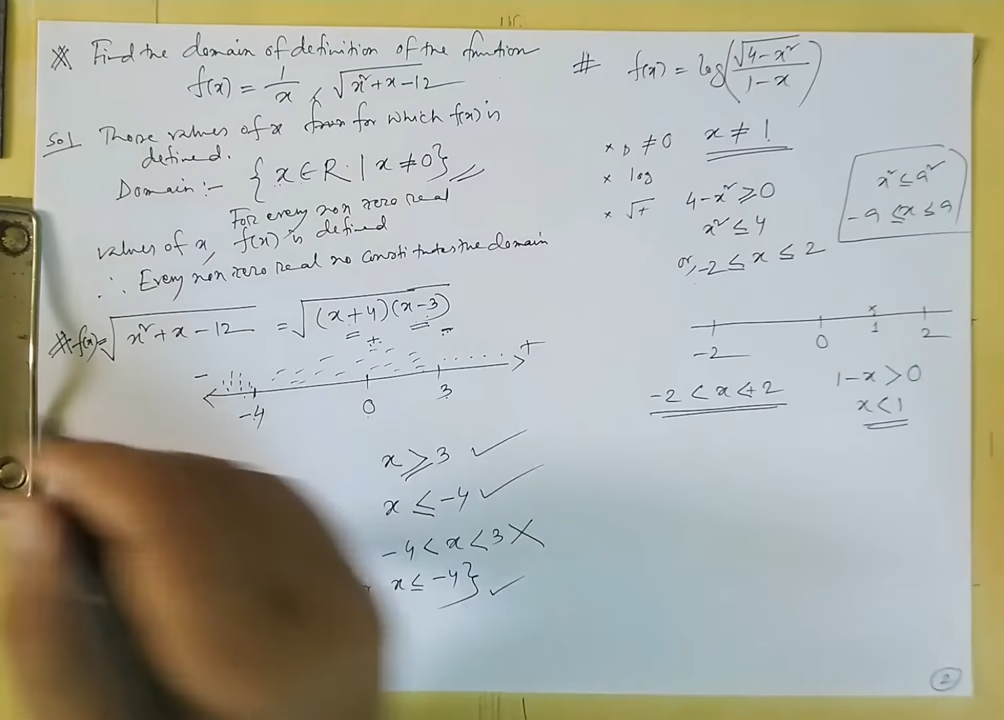 ※ Find the domain of definition of the function
f(x) = 1/x , √(x²+x-12)
Sol Those values of x for which f(x) is
defined.
Domain :- { x ∈ R | x ≠ 0 }
For every non zero real
values of x, f(x) is defined
∴ Every non zero real no constitutes the domain
# f(x) = √(x² + x - 12) = √((x+4)(x-3))
- + - +
-4 0 3
x ≥ 3 ✓
x ≤ -4 ✓
-4 < x < 3 ✗
x ≤ -4} ✓
# f(x) = log(√(4-x²)/(1-x))
× D ≠ 0 x ≠ 1
× log
× √+ 4-x² ≥ 0
x² ≤ 4
or, -2 ≤ x ≤ 2
x² ≤ a²
-a ≤ x ≤ a
-2 0 1 2
-2 < x < +2
1-x > 0
x < 1
2